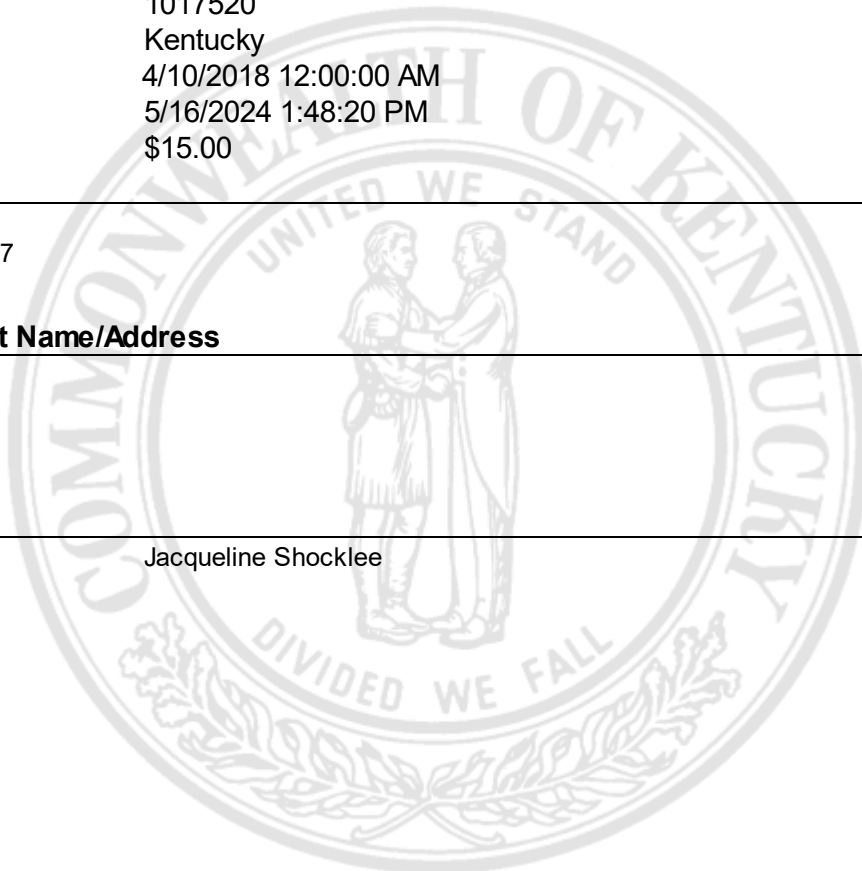 1017520
Kentucky
4/10/2018 12:00:00 AM
5/16/2024 1:48:20 PM
$15.00
COMMONWEALTH OF KENTUCKY
UNITED WE STAND
7
t Name/Address
Jacqueline Shocklee
DIVIDED WE FALL